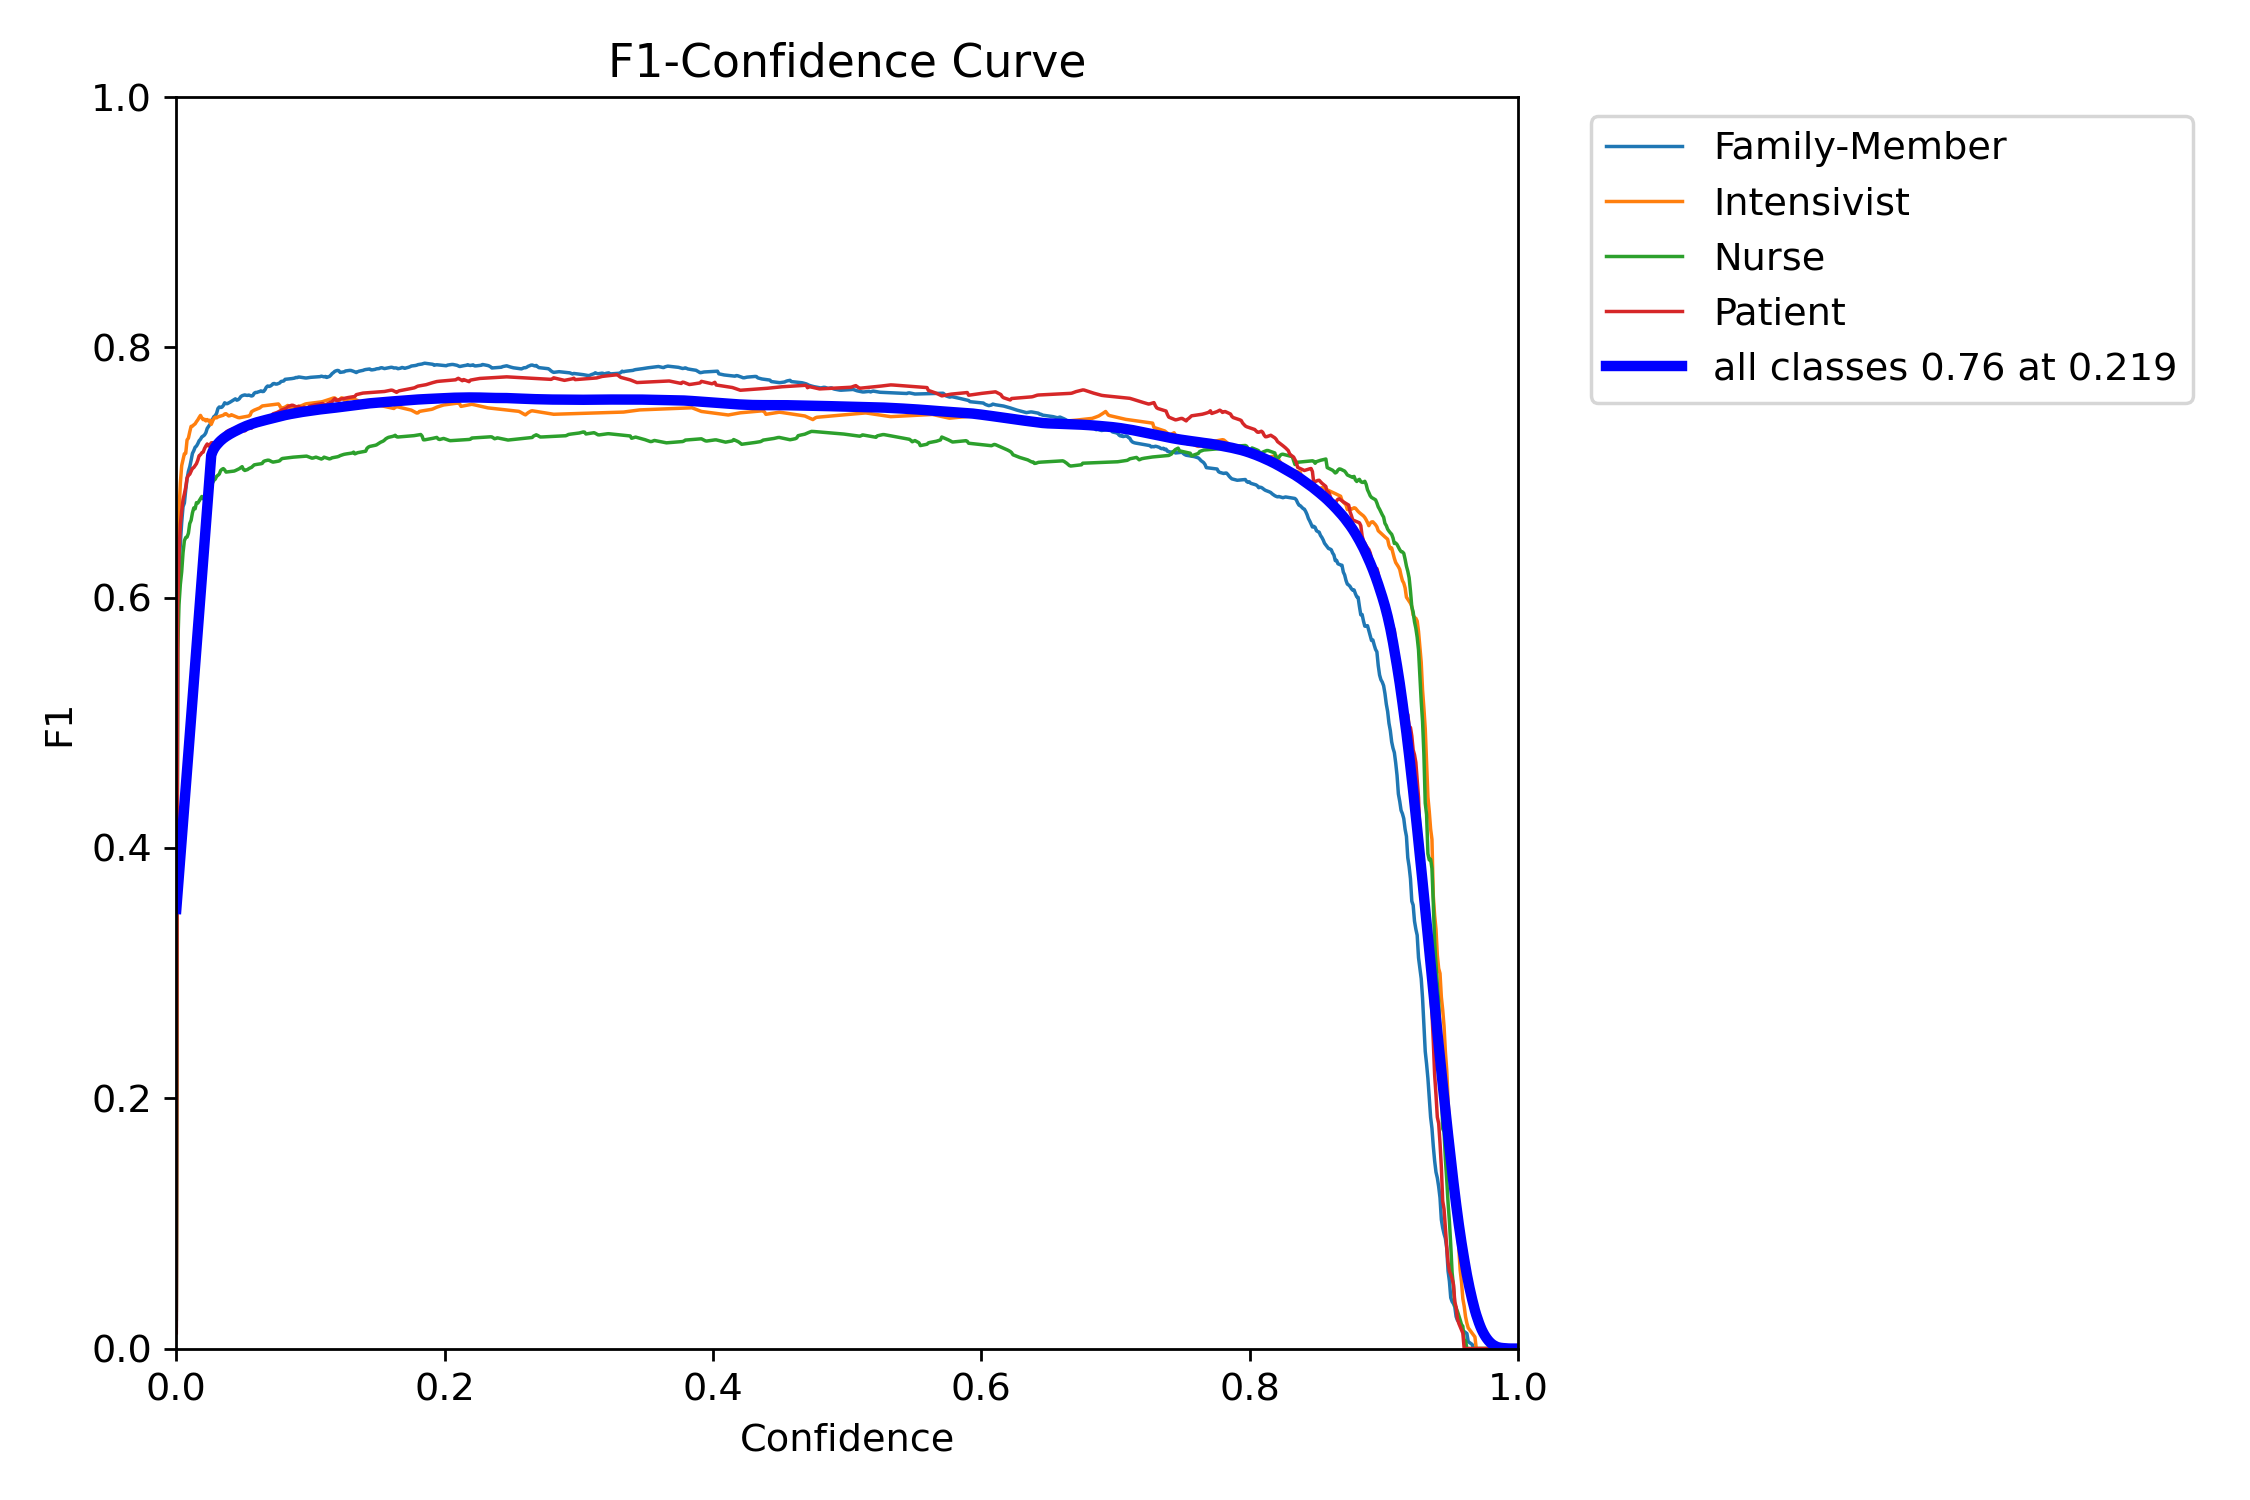 F1-Confidence Curve
1.0
0.8
0.6
0.4
0.2
0.0
F1
0.0 0.2 0.4 0.6 0.8 1.0
Confidence
Family-Member
Intensivist
Nurse
Patient
all classes 0.76 at 0.219